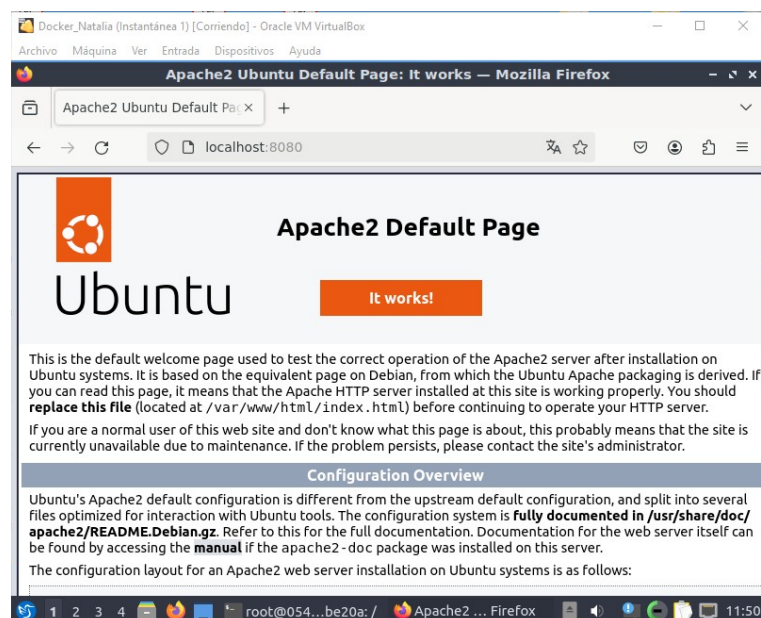 Docker_Natalia (Instantánea 1) [Corriendo] - Oracle VM VirtualBox
Archivo Máquina Ver Entrada Dispositivos Ayuda
Apache2 Ubuntu Default Page: It works — Mozilla Firefox
Apache2 Ubuntu Default Pag
localhost:8080
Apache2 Default Page
Ubuntu
It works!
This is the default welcome page used to test the correct operation of the Apache2 server after installation on
Ubuntu systems. It is based on the equivalent page on Debian, from which the Ubuntu Apache packaging is derived. If
you can read this page, it means that the Apache HTTP server installed at this site is working properly. You should
replace this file (located at /var/www/html/index.html) before continuing to operate your HTTP server.
If you are a normal user of this web site and don't know what this page is about, this probably means that the site is
currently unavailable due to maintenance. If the problem persists, please contact the site's administrator.
Configuration Overview
Ubuntu's Apache2 default configuration is different from the upstream default configuration, and split into several
files optimized for interaction with Ubuntu tools. The configuration system is fully documented in /usr/share/doc/
apache2/README.Debian.gz. Refer to this for the full documentation. Documentation for the web server itself can
be found by accessing the manual if the apache2-doc package was installed on this server.
The configuration layout for an Apache2 web server installation on Ubuntu systems is as follows:
1 2 3 4 root@054...be20a: / Apache2 ... Firefox 11:50